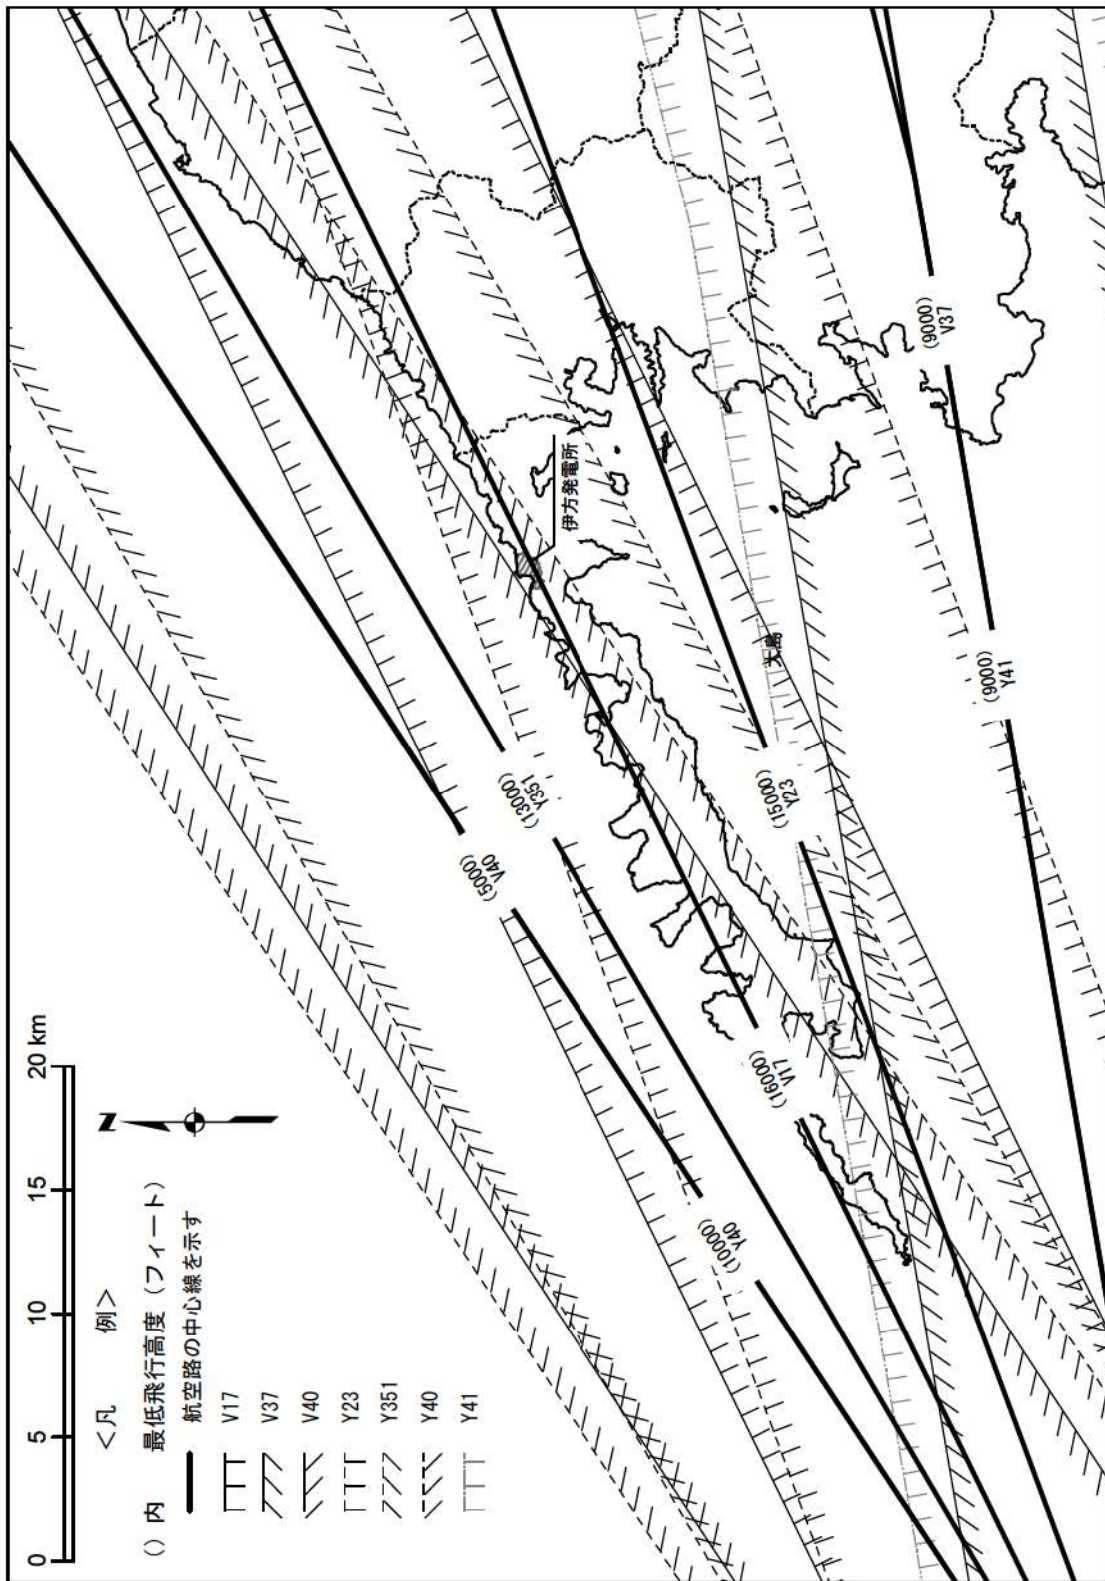 0 5 10 15 20 km
N
<凡 例>
（）内 最低飛行高度（フィート）
航空路の中心線を示す
V17
V37
V40
Y23
Y351
Y40
Y41
(5000)
V40
(13000)
Y351
(10000)
Y40
(16000)
V17
(15000)
Y23
伊方発電所
大島
(9000)
V37
(9000)
Y41